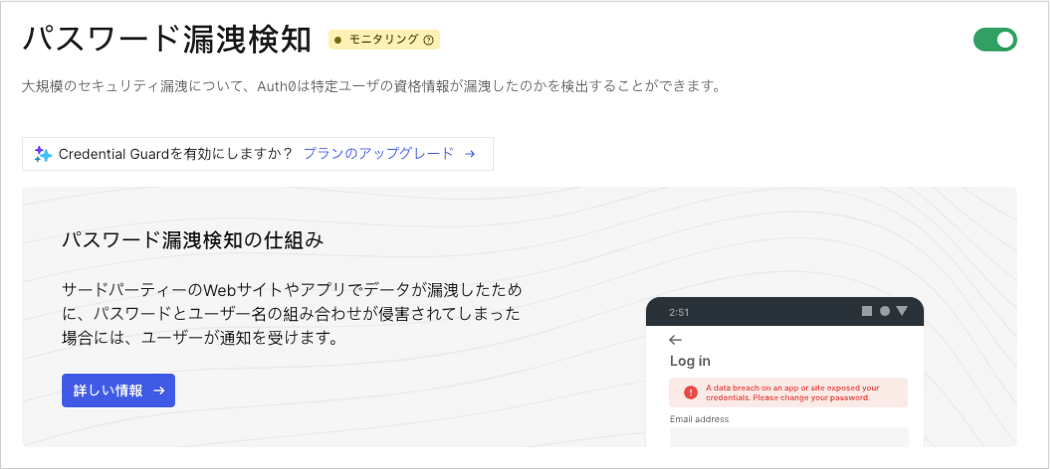 パスワード漏洩検知
モニタリング
大規模のセキュリティ漏洩について、Auth0は特定ユーザの資格情報が漏洩したのかを検出することができます。
Credential Guardを有効にしますか？ プランのアップグレード →
パスワード漏洩検知の仕組み
サードパーティーのWebサイトやアプリでデータが漏洩したため
に、パスワードとユーザー名の組み合わせが侵害されてしまった
場合には、ユーザーが通知を受けます。
詳しい情報 →
2:51
Log in
A data breach on an app or site exposed your
credentials. Please change your password.
Email address